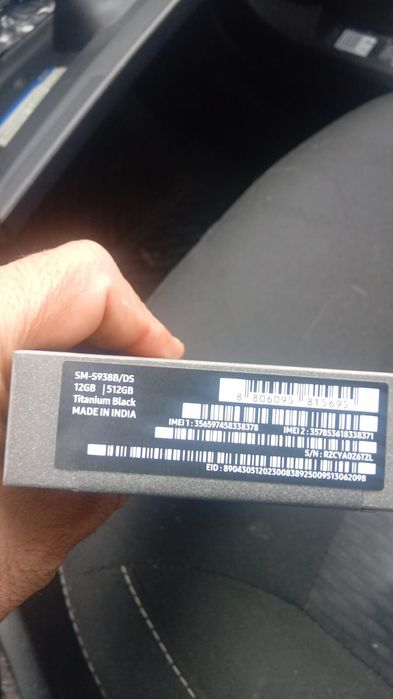 SM-S938B/DS
12GB | 512GB
Titanium Black
MADE IN INDIA
8 806095 815695
IMEI 1 : 356597458338378
IMEI 2 : 357853618338371
S/N : R2CYA0Z6TZL
EID : 89043051202300838925009513062098